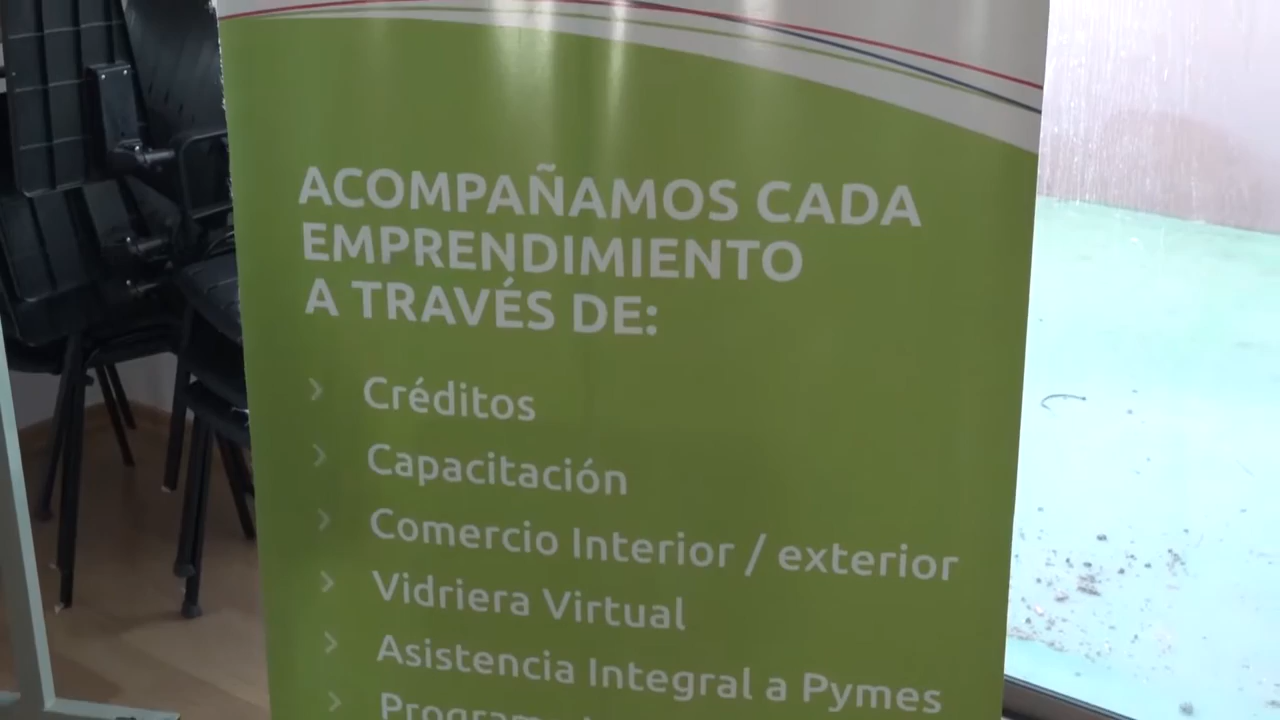 ACOMPAÑAMOS CADA
EMPRENDIMIENTO
A TRAVÉS DE:
Créditos
Capacitación
Comercio Interior / exterior
Vidriera Virtual
Asistencia Integral a Pymes